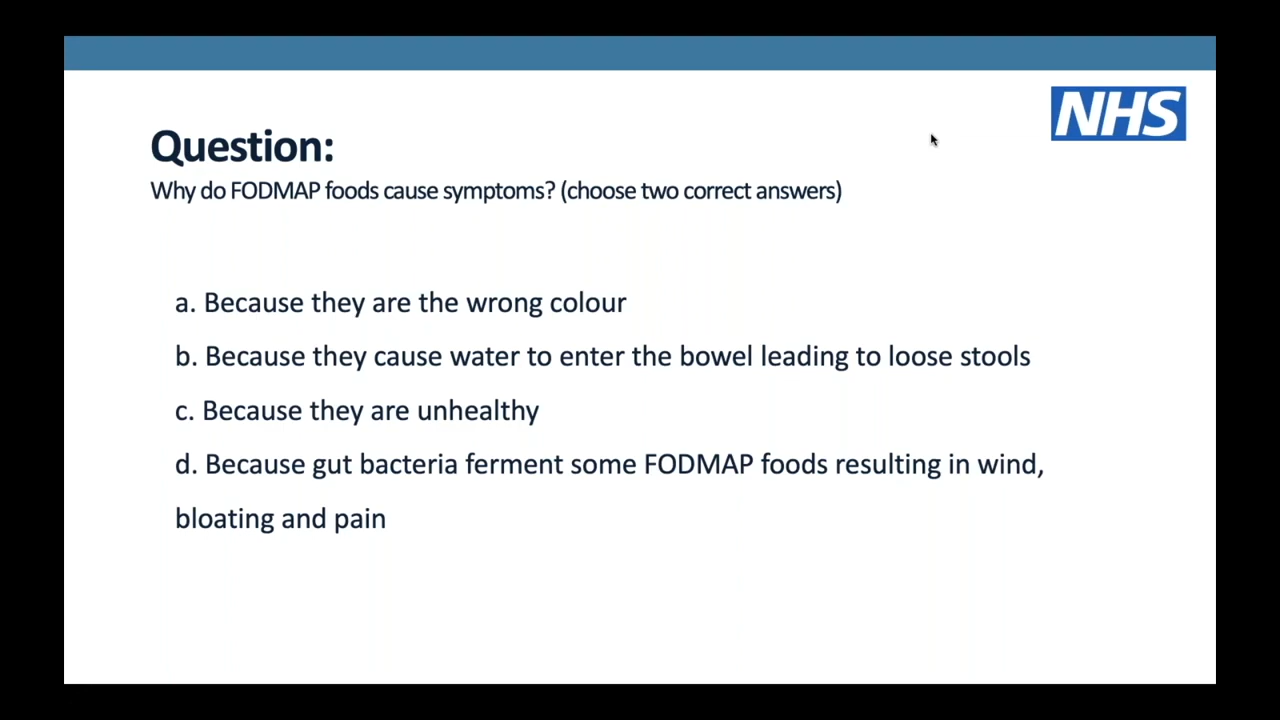 NHS
Question:
Why do FODMAP foods cause symptoms? (choose two correct answers)
a. Because they are the wrong colour
b. Because they cause water to enter the bowel leading to loose stools
c. Because they are unhealthy
d. Because gut bacteria ferment some FODMAP foods resulting in wind,
bloating and pain